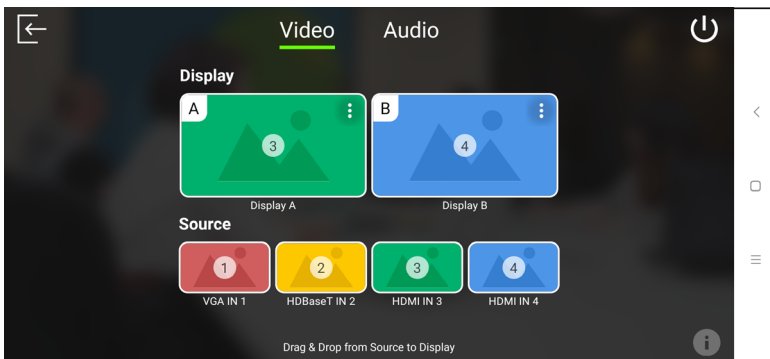 Video Audio
Display
A B
3 4
Display A Display B
Source
1 2 3 4
VGA IN 1 HDBaseT IN 2 HDMI IN 3 HDMI IN 4
Drag & Drop from Source to Display
i